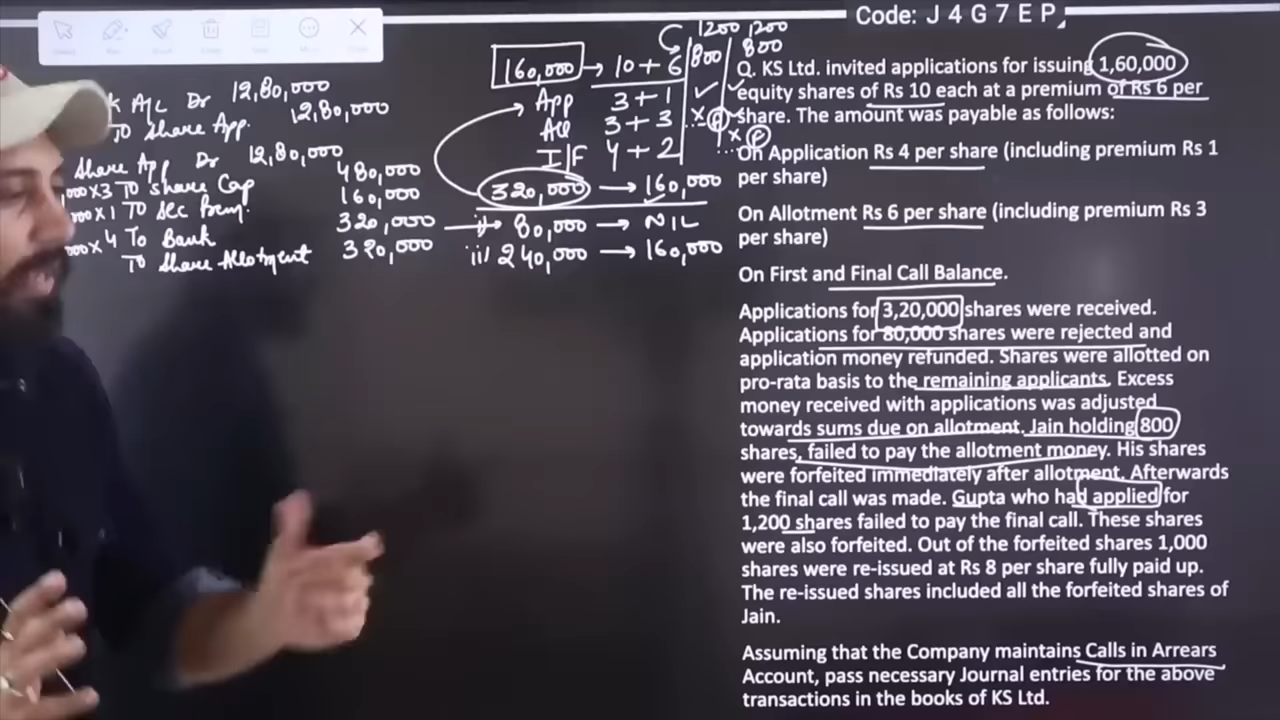 Code: J 4 G 7 E P
Q. KS Ltd. invited applications for issuing 1,60,000
equity shares of Rs 10 each at a premium of Rs 6 per
share. The amount was payable as follows:
On Application Rs 4 per share (including premium Rs 1
per share)
On Allotment Rs 6 per share (including premium Rs 3
per share)
On First and Final Call Balance.
Applications for 3,20,000 shares were received.
Applications for 80,000 shares were rejected and
application money refunded. Shares were allotted on
pro-rata basis to the remaining applicants. Excess
money received with applications was adjusted
towards sums due on allotment. Jain holding 800
shares, failed to pay the allotment money. His shares
were forfeited immediately after allotment. Afterwards
the final call was made. Gupta who had applied for
1,200 shares failed to pay the final call. These shares
were also forfeited. Out of the forfeited shares 1,000
shares were re-issued at Rs 8 per share fully paid up.
The re-issued shares included all the forfeited shares of
Jain.
Assuming that the Company maintains Calls in Arrears
Account, pass necessary Journal entries for the above
transactions in the books of KS Ltd.
A/c Dr 12,80,000
To Share App. 12,80,000
Share App Dr 12,80,000
000 x 3 To Share Cap 480,000
000 x 1 To Sec Prem. 160,000
000 x 4 To Bank 320,000
To Share Allotment 320,000
1200 1200
800 800
160,000 → 10 + 6
App 3 + 1
All 3 + 3 x F
I|F 4 + 2 x F
320,000 → 160,000
i) 80,000 → NIL
ii) 240,000 → 160,000